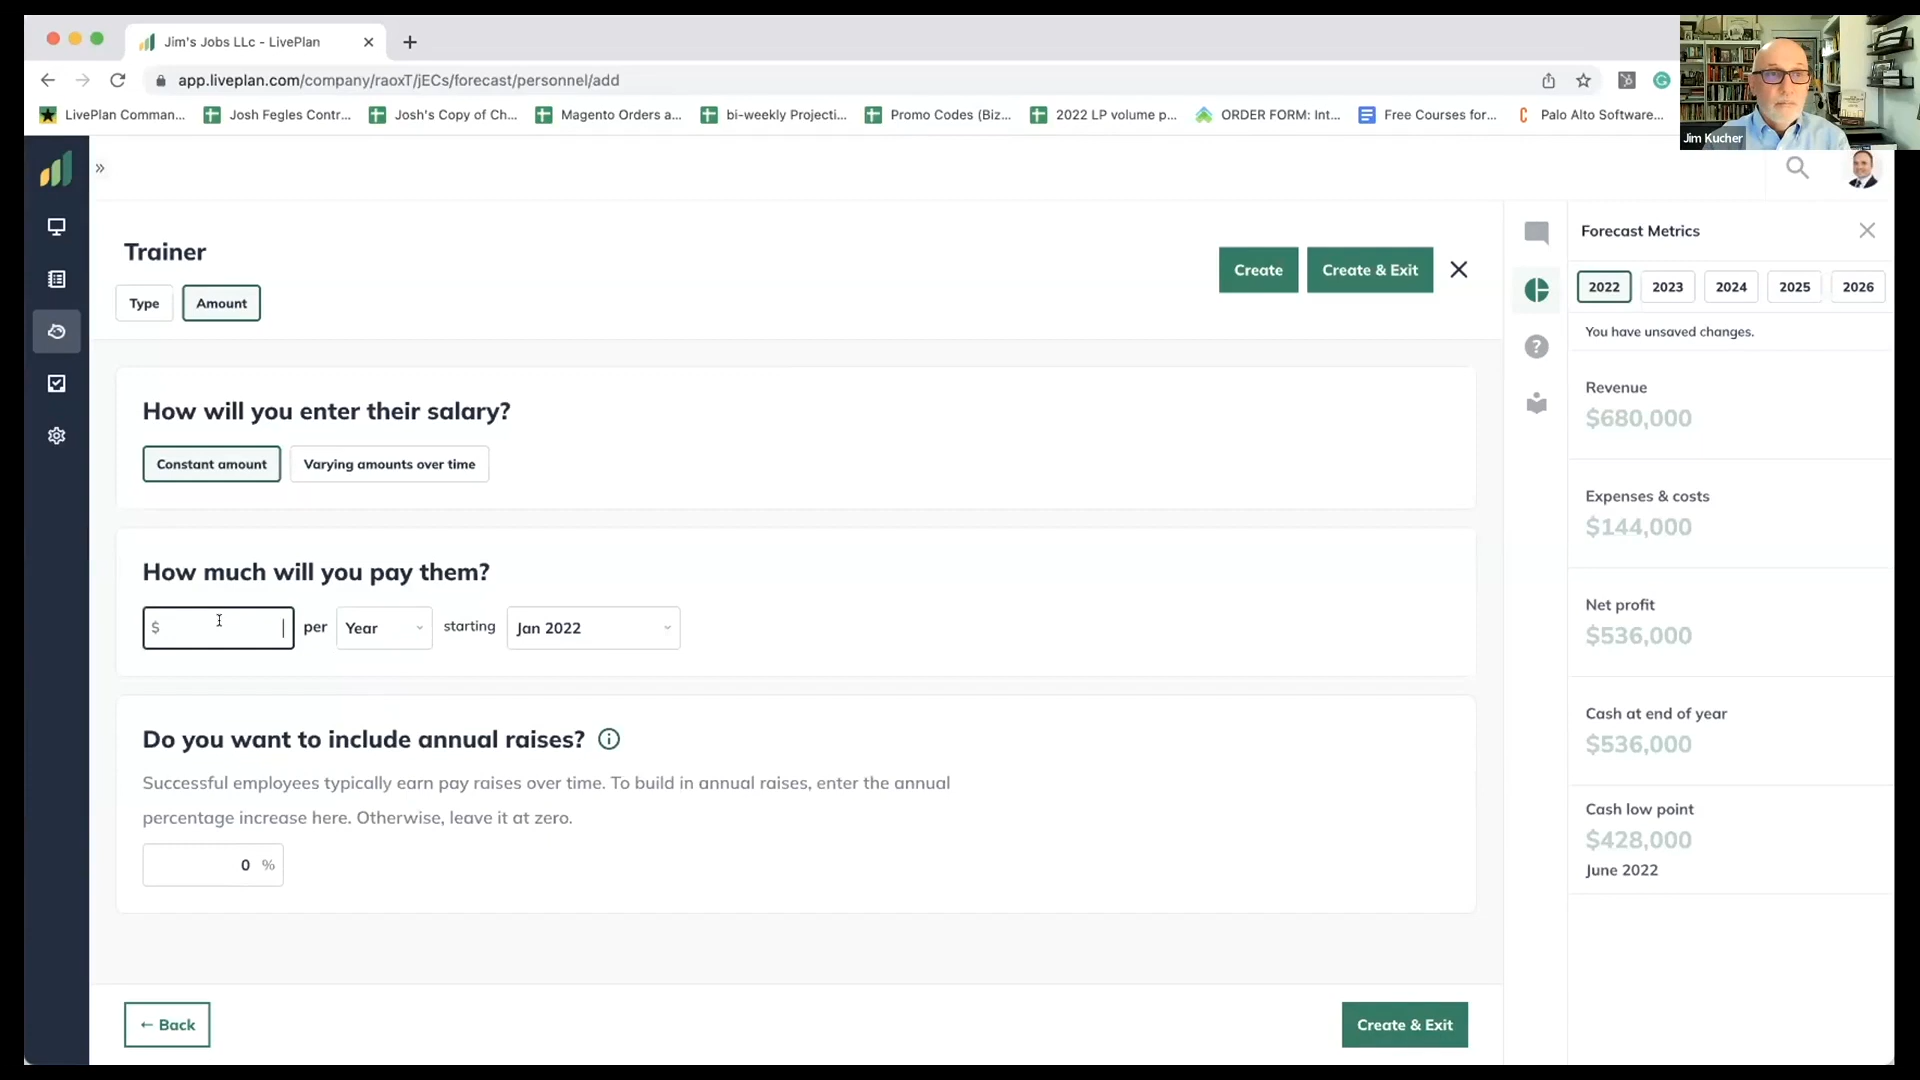 Jim's Jobs LLc - LivePlan
app.liveplan.com/company/raoxT/jECs/forecast/personnel/add
LivePlan Comman... Josh Fegles Contr... Josh's Copy of Ch... Magento Orders a... bi-weekly Projecti... Promo Codes (Biz... 2022 LP volume p... ORDER FORM: Int... Free Courses for... Palo Alto Software...
Jim Kucher
Trainer
Create
Create & Exit
Type
Amount
How will you enter their salary?
Constant amount
Varying amounts over time
How much will you pay them?
$ per Year starting Jan 2022
Do you want to include annual raises?
Successful employees typically earn pay raises over time. To build in annual raises, enter the annual
percentage increase here. Otherwise, leave it at zero.
0 %
← Back
Create & Exit
Forecast Metrics
2022 2023 2024 2025 2026
You have unsaved changes.
Revenue
$680,000
Expenses & costs
$144,000
Net profit
$536,000
Cash at end of year
$536,000
Cash low point
$428,000
June 2022